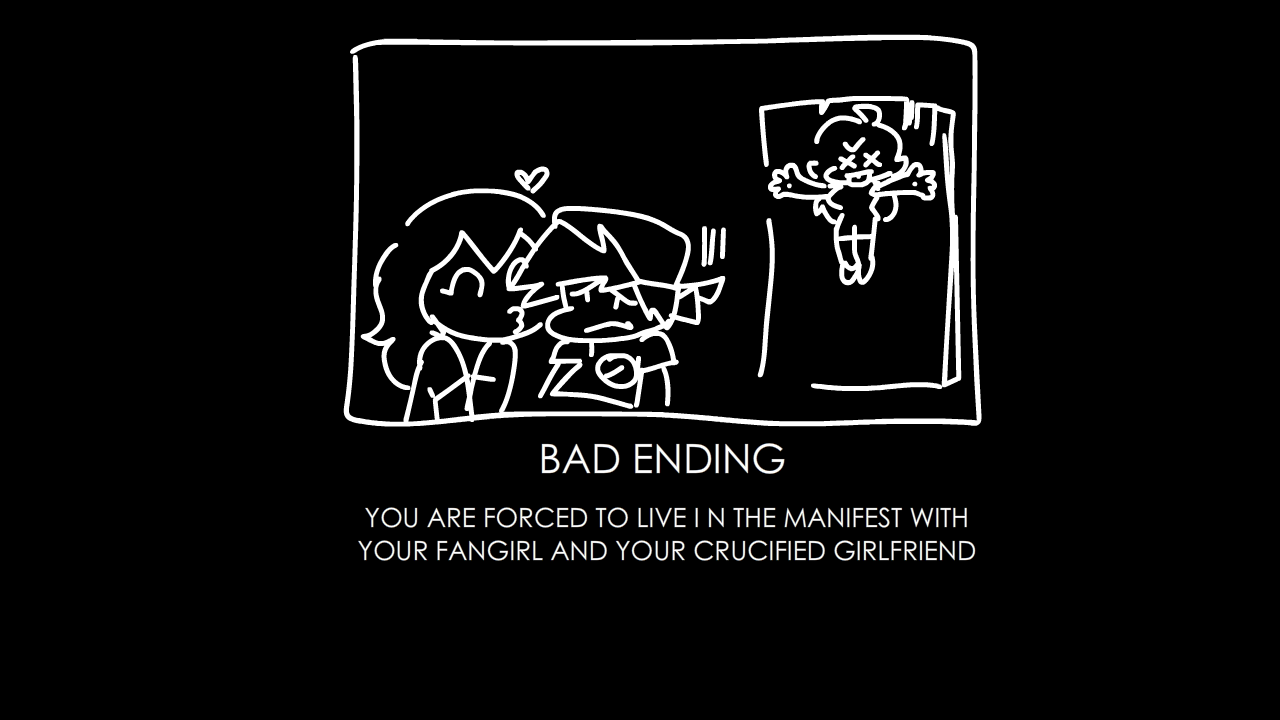 BAD ENDING
YOU ARE FORCED TO LIVE I N THE MANIFEST WITH
YOUR FANGIRL AND YOUR CRUCIFIED GIRLFRIEND